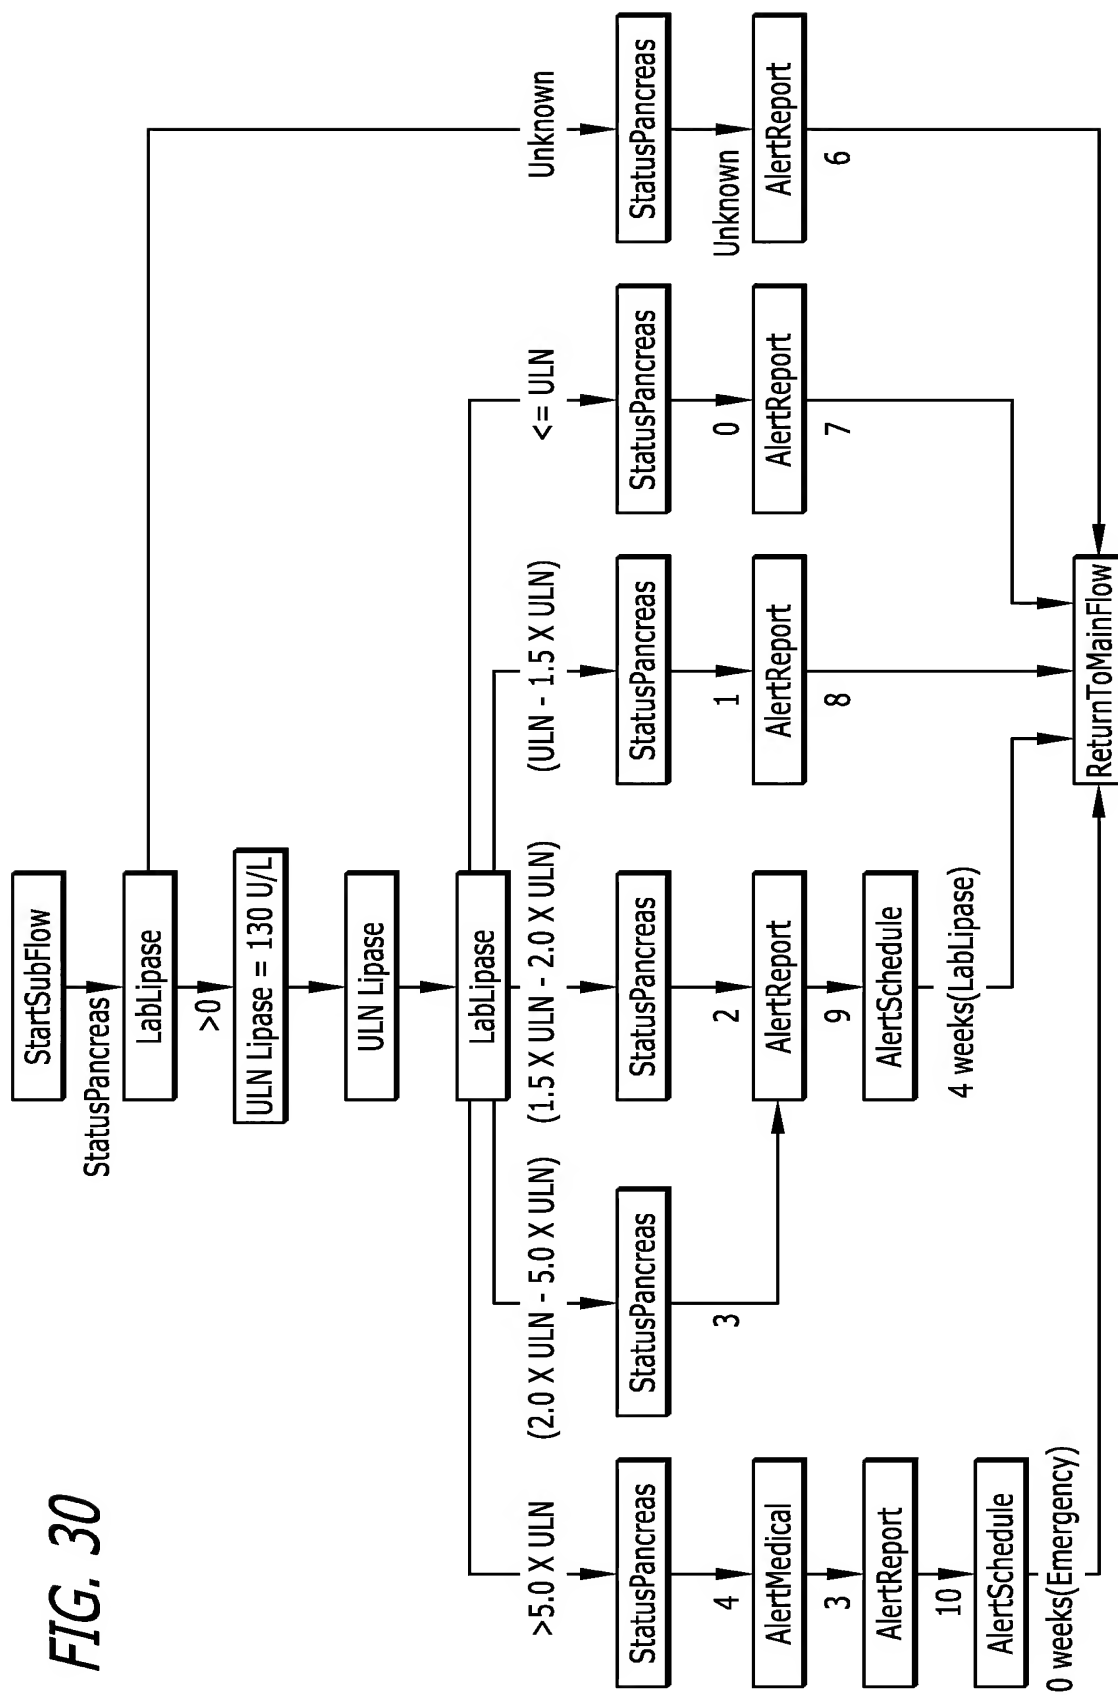 FIG. 30
StartSubFlow
StatusPancreas
LabLipase
>0
ULN Lipase = 130 U/L
ULN Lipase
LabLipase
>5.0 X ULN
(2.0 X ULN - 5.0 X ULN)
(1.5 X ULN - 2.0 X ULN)
(ULN - 1.5 X ULN)
<= ULN
Unknown
StatusPancreas
StatusPancreas
StatusPancreas
StatusPancreas
StatusPancreas
StatusPancreas
4
3
2
1
0
Unknown
AlertMedical
AlertReport
AlertReport
AlertReport
AlertReport
3
9
8
7
6
AlertReport
AlertSchedule
10
4 weeks(LabLipase)
AlertSchedule
0 weeks(Emergency)
ReturnToMainFlow